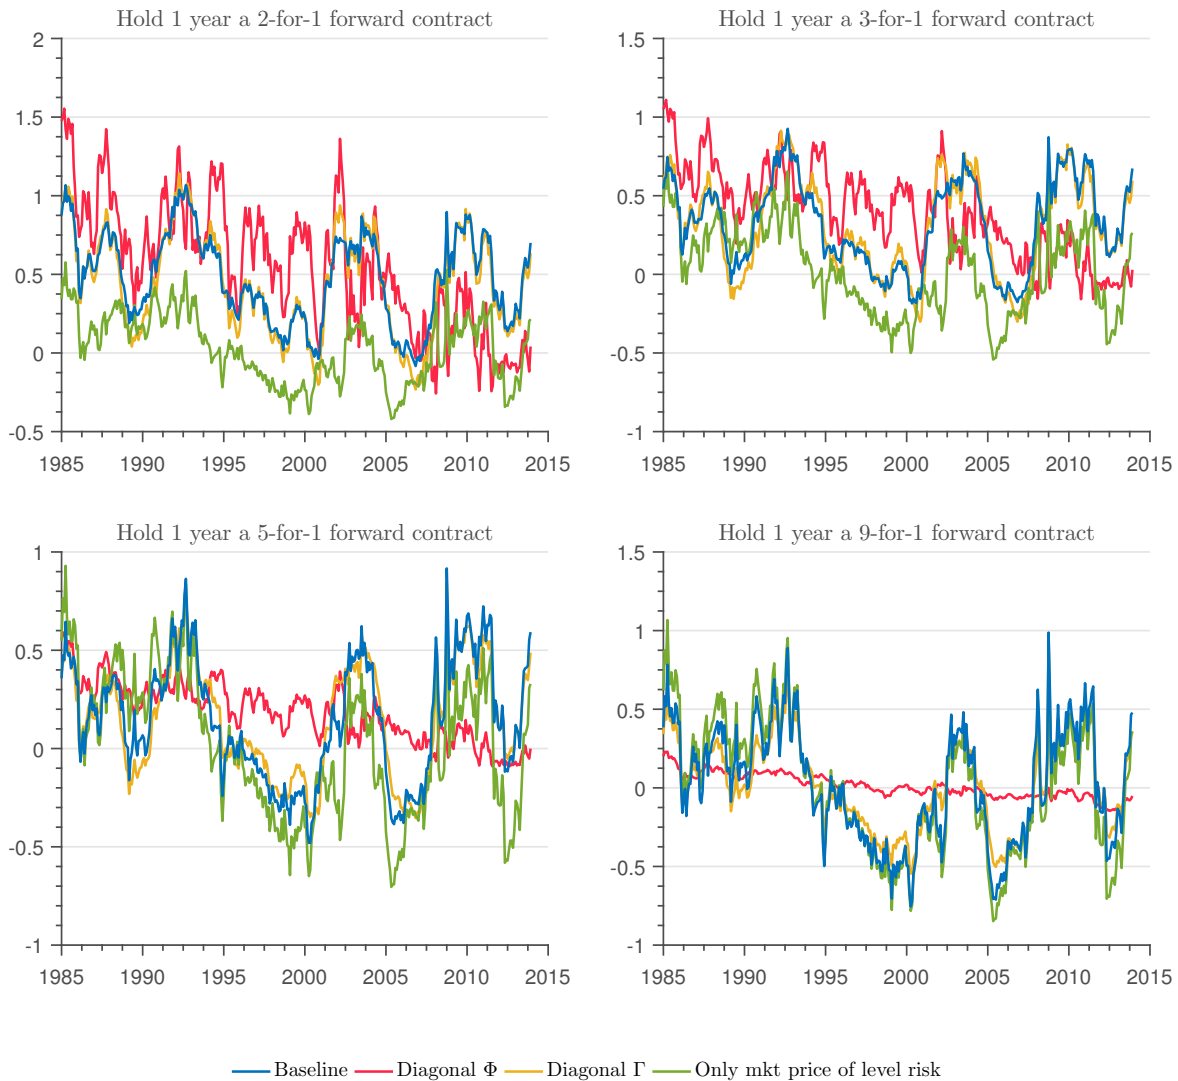 Hold 1 year a 2-for-1 forward contract
2
1.5
1
0.5
0
-0.5
1985 1990 1995 2000 2005 2010 2015
Hold 1 year a 3-for-1 forward contract
1.5
1
0.5
0
-0.5
-1
1985 1990 1995 2000 2005 2010 2015
Hold 1 year a 5-for-1 forward contract
1
0.5
0
-0.5
-1
1985 1990 1995 2000 2005 2010 2015
Hold 1 year a 9-for-1 forward contract
1.5
1
0.5
0
-0.5
-1
1985 1990 1995 2000 2005 2010 2015
Baseline Diagonal Φ Diagonal Γ Only mkt price of level risk